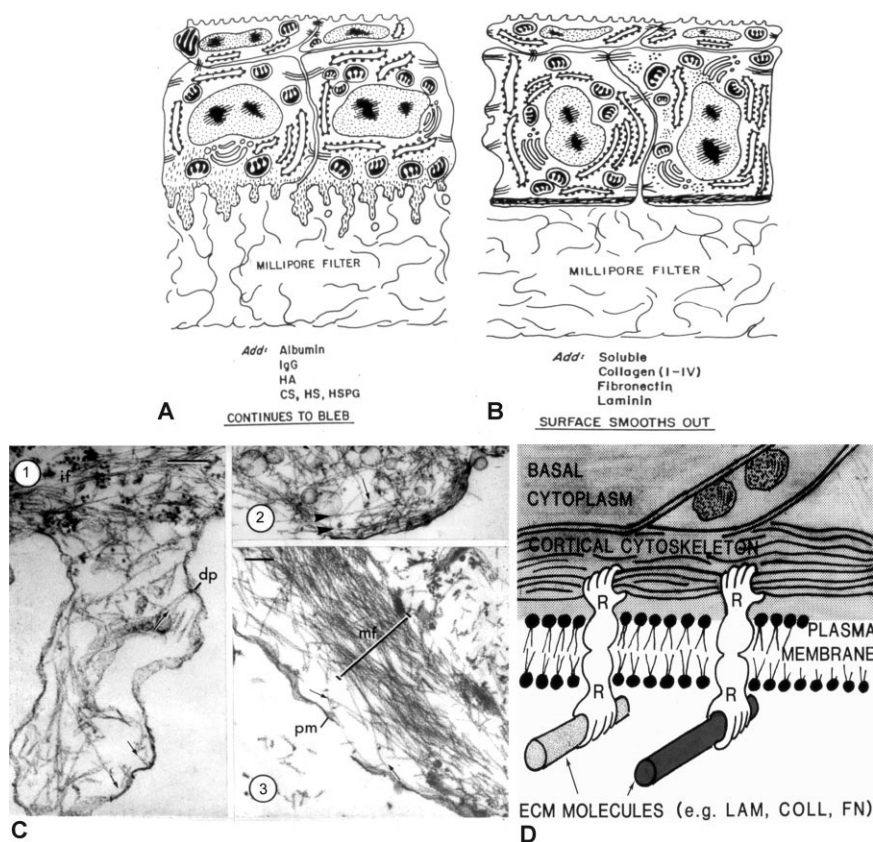 MILLIPORE FILTER
Add: Albumin
IgG
HA
CS, HS, HSPG
A
CONTINUES TO BLEB
MILLIPORE FILTER
Add: Soluble
Collagen (I-IV)
Fibronectin
Laminin
B
SURFACE SMOOTHS OUT
1
if
dp
C
2
mf
pm
3
BASAL
CYTOPLASM
CORTICAL CYTOSKELETON
R
R
PLASMA
MEMBRANE
R
R
ECM MOLECULES (e.g. LAM, COLL, FN)
D